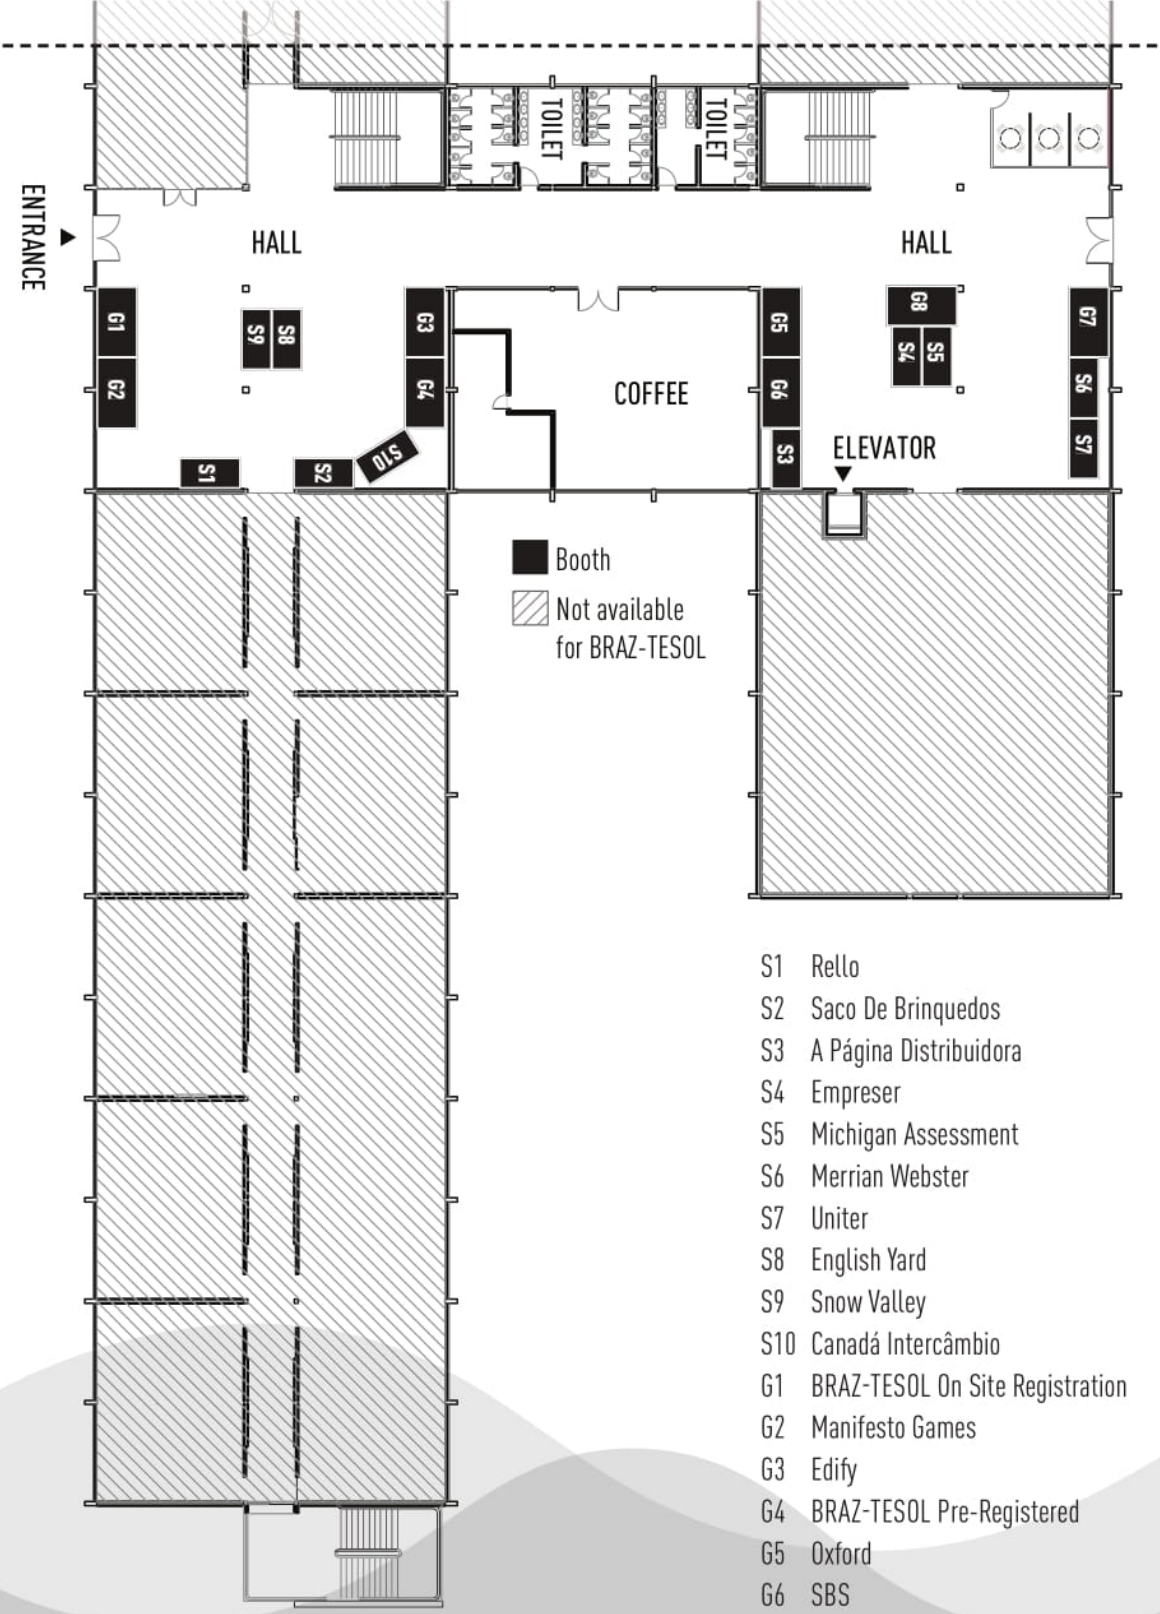 TOILET
TOILET
ENTRANCE
HALL
HALL
G1
S9
S8
G3
G5
G8
G7
G2
G4
COFFEE
G6
S4
S5
S6
S1
S2
S10
S3
ELEVATOR
S7
Booth
Not available
for BRAZ-TESOL
S1 Rello
S2 Saco De Brinquedos
S3 A Página Distribuidora
S4 Empreser
S5 Michigan Assessment
S6 Merrian Webster
S7 Uniter
S8 English Yard
S9 Snow Valley
S10 Canadá Intercâmbio
G1 BRAZ-TESOL On Site Registration
G2 Manifesto Games
G3 Edify
G4 BRAZ-TESOL Pre-Registered
G5 Oxford
G6 SBS